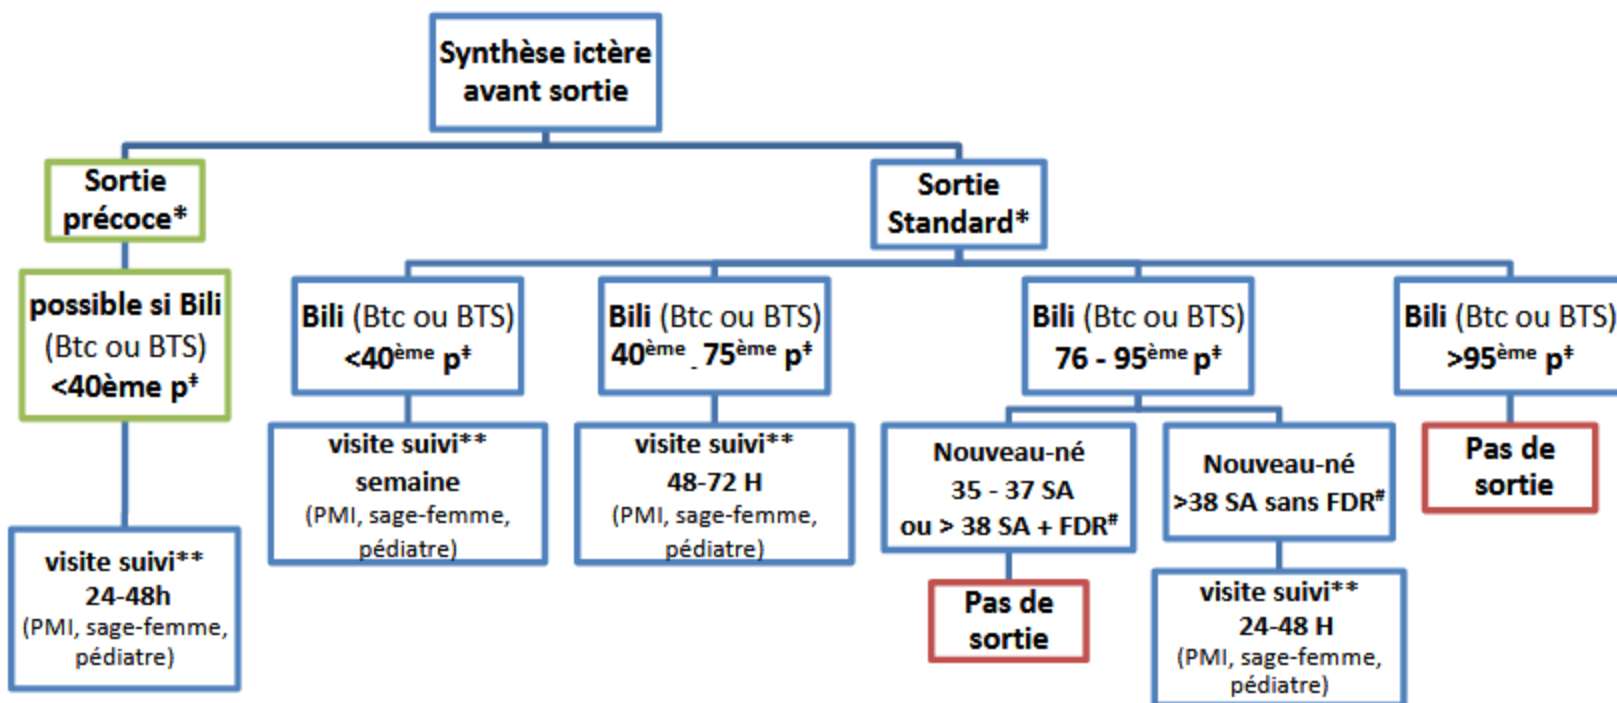 Synthèse ictère
avant sortie
Sortie
précoce*
Sortie
Standard*
possible si Bili
(Btc ou BTS)
<40ème p‡
Bili (Btc ou BTS)
<40ème p‡
Bili (Btc ou BTS)
40ème - 75ème p‡
Bili (Btc ou BTS)
76 - 95ème p‡
Bili (Btc ou BTS)
>95ème p‡
visite suivi**
24-48h
(PMI, sage-femme,
pédiatre)
visite suivi**
semaine
(PMI, sage-femme,
pédiatre)
visite suivi**
48-72 H
(PMI, sage-femme,
pédiatre)
Nouveau-né
35 - 37 SA
ou > 38 SA + FDR#
Pas de
sortie
Nouveau-né
>38 SA sans FDR#
visite suivi**
24-48 H
(PMI, sage-femme,
pédiatre)
Pas de
sortie